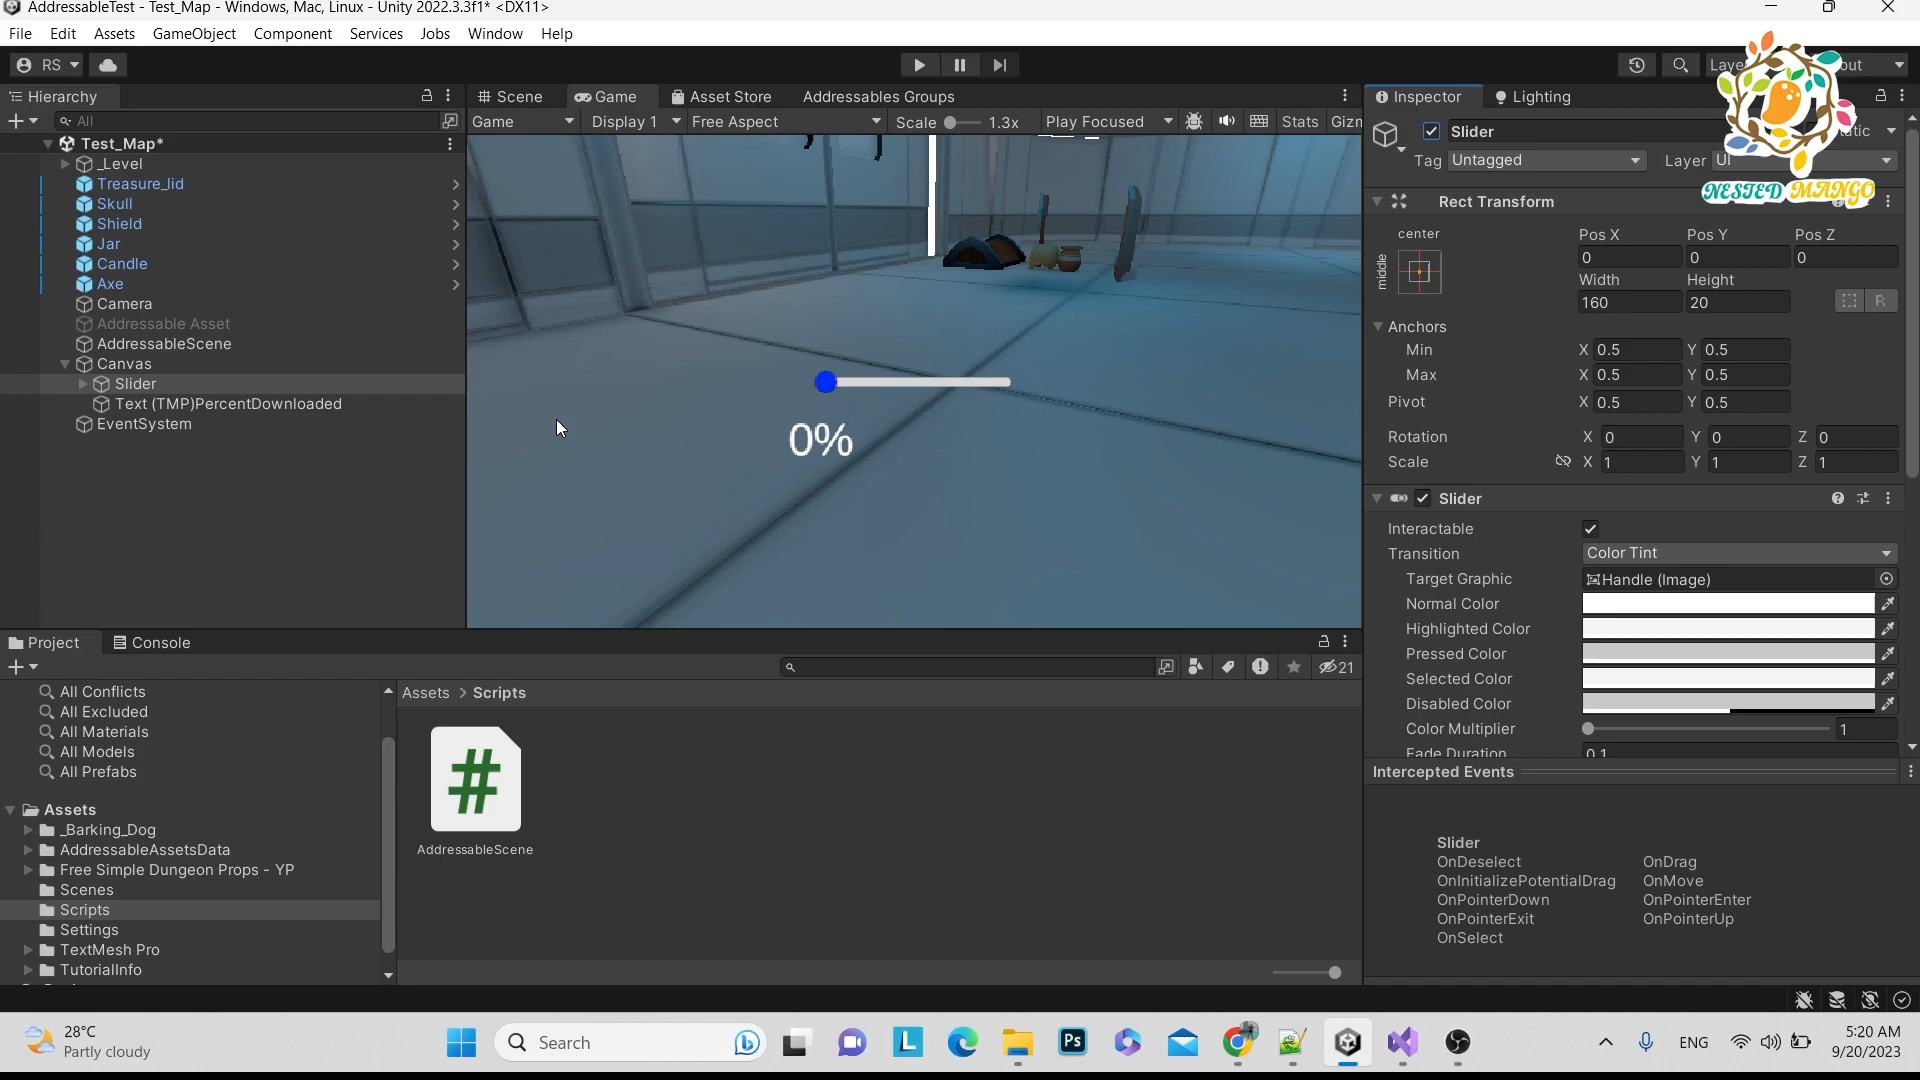 AddressableTest - Test_Map - Windows, Mac, Linux - Unity 2022.3.3f1* <DX11>
File Edit Assets GameObject Component Services Jobs Window Help
RS
Hierarchy
All
Test_Map*
_Level
Treasure_lid
Skull
Shield
Jar
Candle
Axe
Camera
Addressable Asset
AddressableScene
Canvas
Slider
Text (TMP)PercentDownloaded
EventSystem
Scene Game Asset Store Addressables Groups
Game Display 1 Free Aspect Scale 1.3x Play Focused Stats Gizn
0%
Inspector Lighting
Slider
Tag Untagged Layer UI
NESTED MANGO
Rect Transform
center
middle
Pos X Pos Y Pos Z
0 0 0
Width Height
160 20
R
Anchors
Min X 0.5 Y 0.5
Max X 0.5 Y 0.5
Pivot X 0.5 Y 0.5
Rotation X 0 Y 0 Z 0
Scale X 1 Y 1 Z 1
Slider
Interactable
Transition Color Tint
Target Graphic Handle (Image)
Normal Color
Highlighted Color
Pressed Color
Selected Color
Disabled Color
Color Multiplier 1
Fade Duration 0.1
Intercepted Events
Slider
OnDeselect OnDrag
OnInitializePotentialDrag OnMove
OnPointerDown OnPointerEnter
OnPointerExit OnPointerUp
OnSelect
Project Console
21
All Conflicts
All Excluded
All Materials
All Models
All Prefabs
Assets
_Barking_Dog
AddressableAssetsData
Free Simple Dungeon Props - YP
Scenes
Scripts
Settings
TextMesh Pro
TutorialInfo
Assets > Scripts
#
AddressableScene
28°C
Partly cloudy
Search
L
Ps
ENG
5:20 AM
9/20/2023